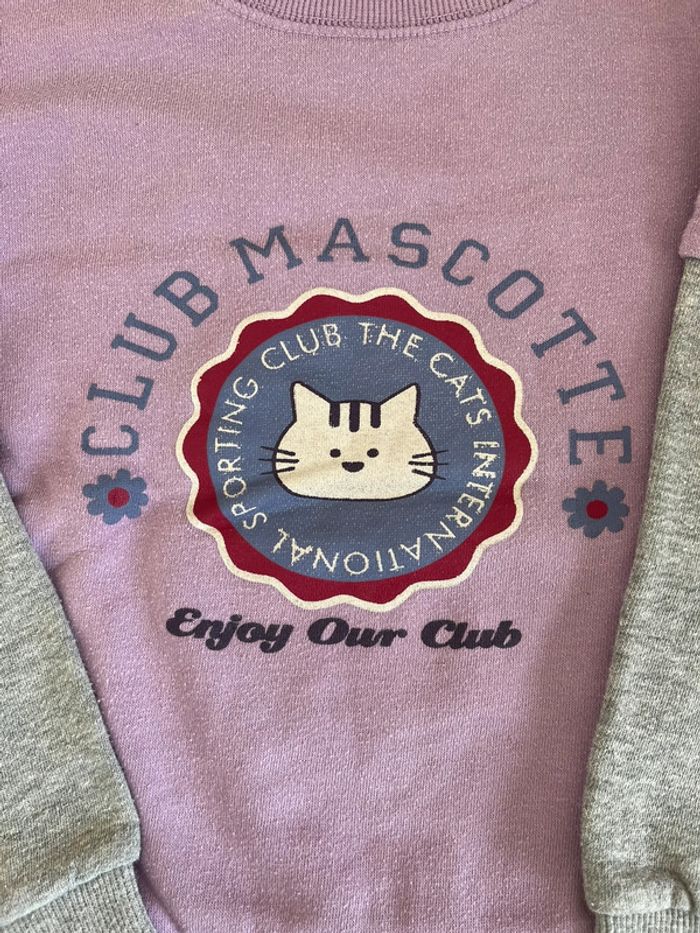 CLUB MASCOTTE
SPORTING CLUB THE CATS INTERNATIONAL
Enjoy Our Club